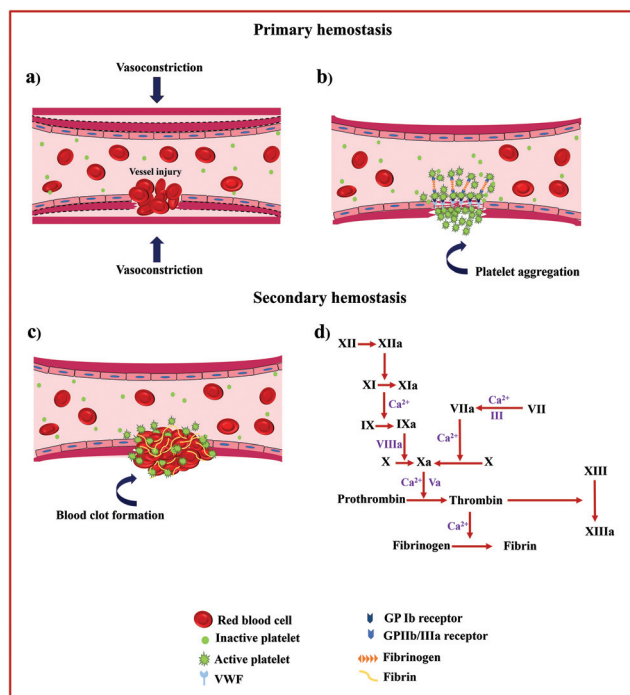 Primary hemostasis
a)
Vasoconstriction
Vessel injury
Vasoconstriction
b)
Platelet aggregation
Secondary hemostasis
c)
Blood clot formation
d)
XII XIIa
XI XIa
Ca²⁺
IX IXa
VIIIa
VIIa Ca²⁺ VII
III
Ca²⁺
X Xa X
Ca²⁺ Va
Prothrombin Thrombin
XIII
XIIIa
Ca²⁺
Fibrinogen Fibrin
Red blood cell
Inactive platelet
Active platelet
VWF
GP Ib receptor
GPIIb/IIIa receptor
Fibrinogen
Fibrin